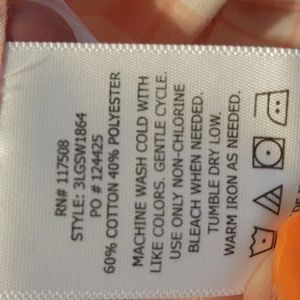 RN# 117508
STYLE: 3LGSW1864
PO # 124425
60% COTTON 40% POLYESTER
MACHINE WASH COLD WITH
LIKE COLORS. GENTLE CYCLE.
USE ONLY NON-CHLORINE
BLEACH WHEN NEEDED.
TUMBLE DRY LOW.
WARM IRON AS NEEDED.